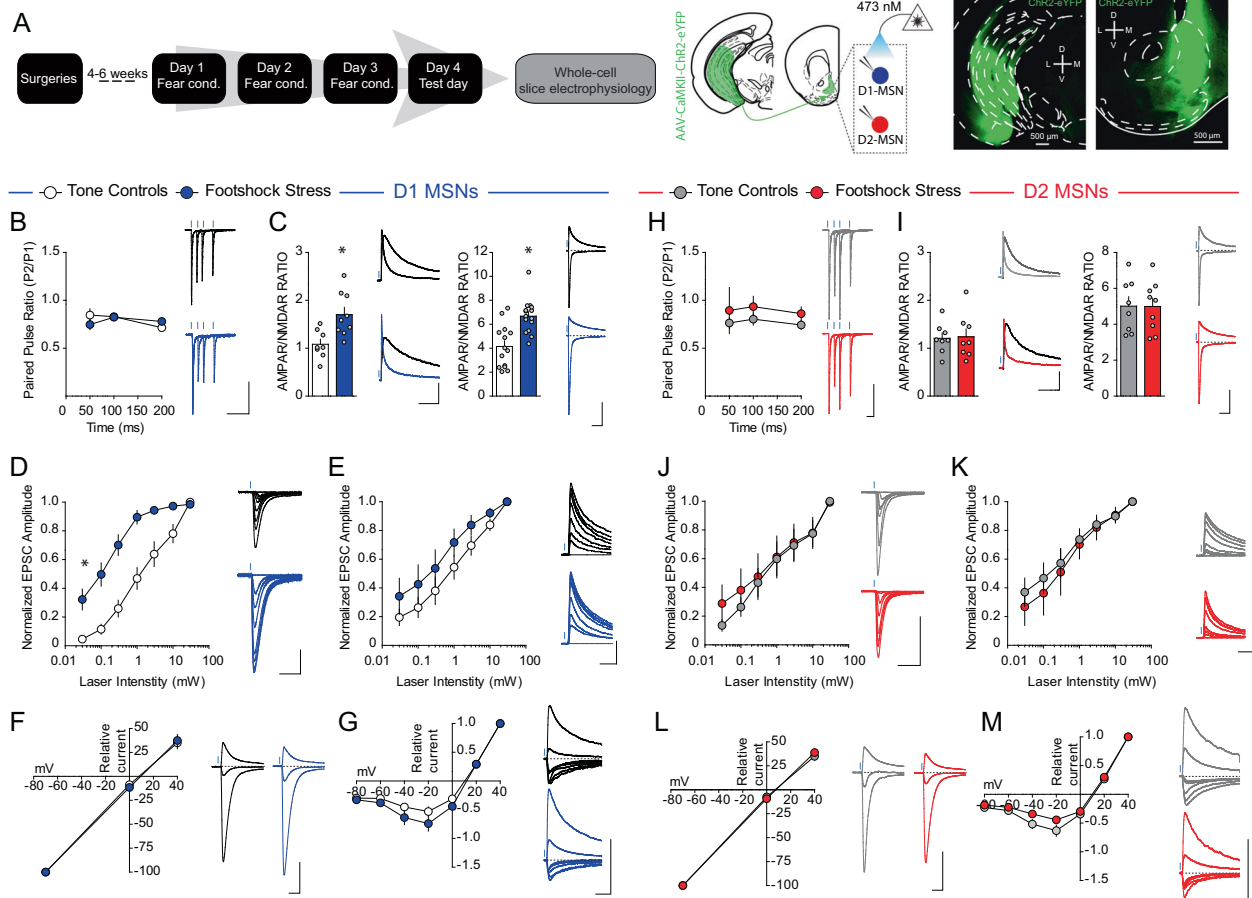 A
Surgeries
4-6 weeks
Day 1
Fear cond.
Day 2
Fear cond.
Day 3
Fear cond.
Day 4
Test day
Whole-cell
slice electrophysiology
AAV-CaMKII-ChR2-eYFP
473 nM
D1-MSN
D2-MSN
ChR2-eYFP
D
L M
V
500 µm
ChR2-eYFP
D
L M
V
500 µm
Tone Controls Footshock Stress D1 MSNs
Tone Controls Footshock Stress D2 MSNs
B
Paired Pulse Ratio (P2/P1)
1.5
1.0
0.5
0 50 100 150 200
Time (ms)
C
AMPAR/NMDAR RATIO
3
2
1
0
*
AMPAR/NMDAR RATIO
12
10
8
6
4
2
0
*
H
Paired Pulse Ratio (P2/P1)
1.5
1.0
0.5
0 50 100 150 200
Time (ms)
I
AMPAR/NMDAR RATIO
3
2
1
0
AMPAR/NMDAR RATIO
8
6
4
2
0
D
Normalized EPSC Amplitude
1.0
0.8
0.6
0.4
0.2
0
*
0.01 0.1 1 10 100
Laser Intenstity (mW)
E
Normalized EPSC Amplitude
1.0
0.8
0.6
0.4
0.2
0
0.01 0.1 1 10 100
Laser Intenstity (mW)
J
Normalized EPSC Amplitude
1.0
0.8
0.6
0.4
0.2
0
0.01 0.1 1 10 100
Laser Intenstity (mW)
K
Normalized EPSC Amplitude
1.0
0.8
0.6
0.4
0.2
0
0.01 0.1 1 10 100
Laser Intenstity (mW)
F
Relative
current
50
25
mV
-80 -60 -40 -20 0 20 40
-25
-50
-75
-100
G
Relative
current
1.0
0.5
mV
-80 -60 -40 -20 0 20 40
-0.5
-1.0
-1.5
L
Relative
current
50
25
mV
-80 -60 -40 -20 0 20 40
-25
-50
-75
-100
M
Relative
current
1.0
0.5
mV
-80 -60 -40 -20 0 20 40
-0.5
-1.0
-1.5